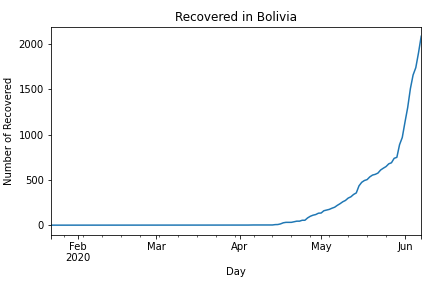 Recovered in Bolivia
Number of Recovered
2000
1500
1000
500
0
Feb
2020
Mar
Apr
May
Jun
Day